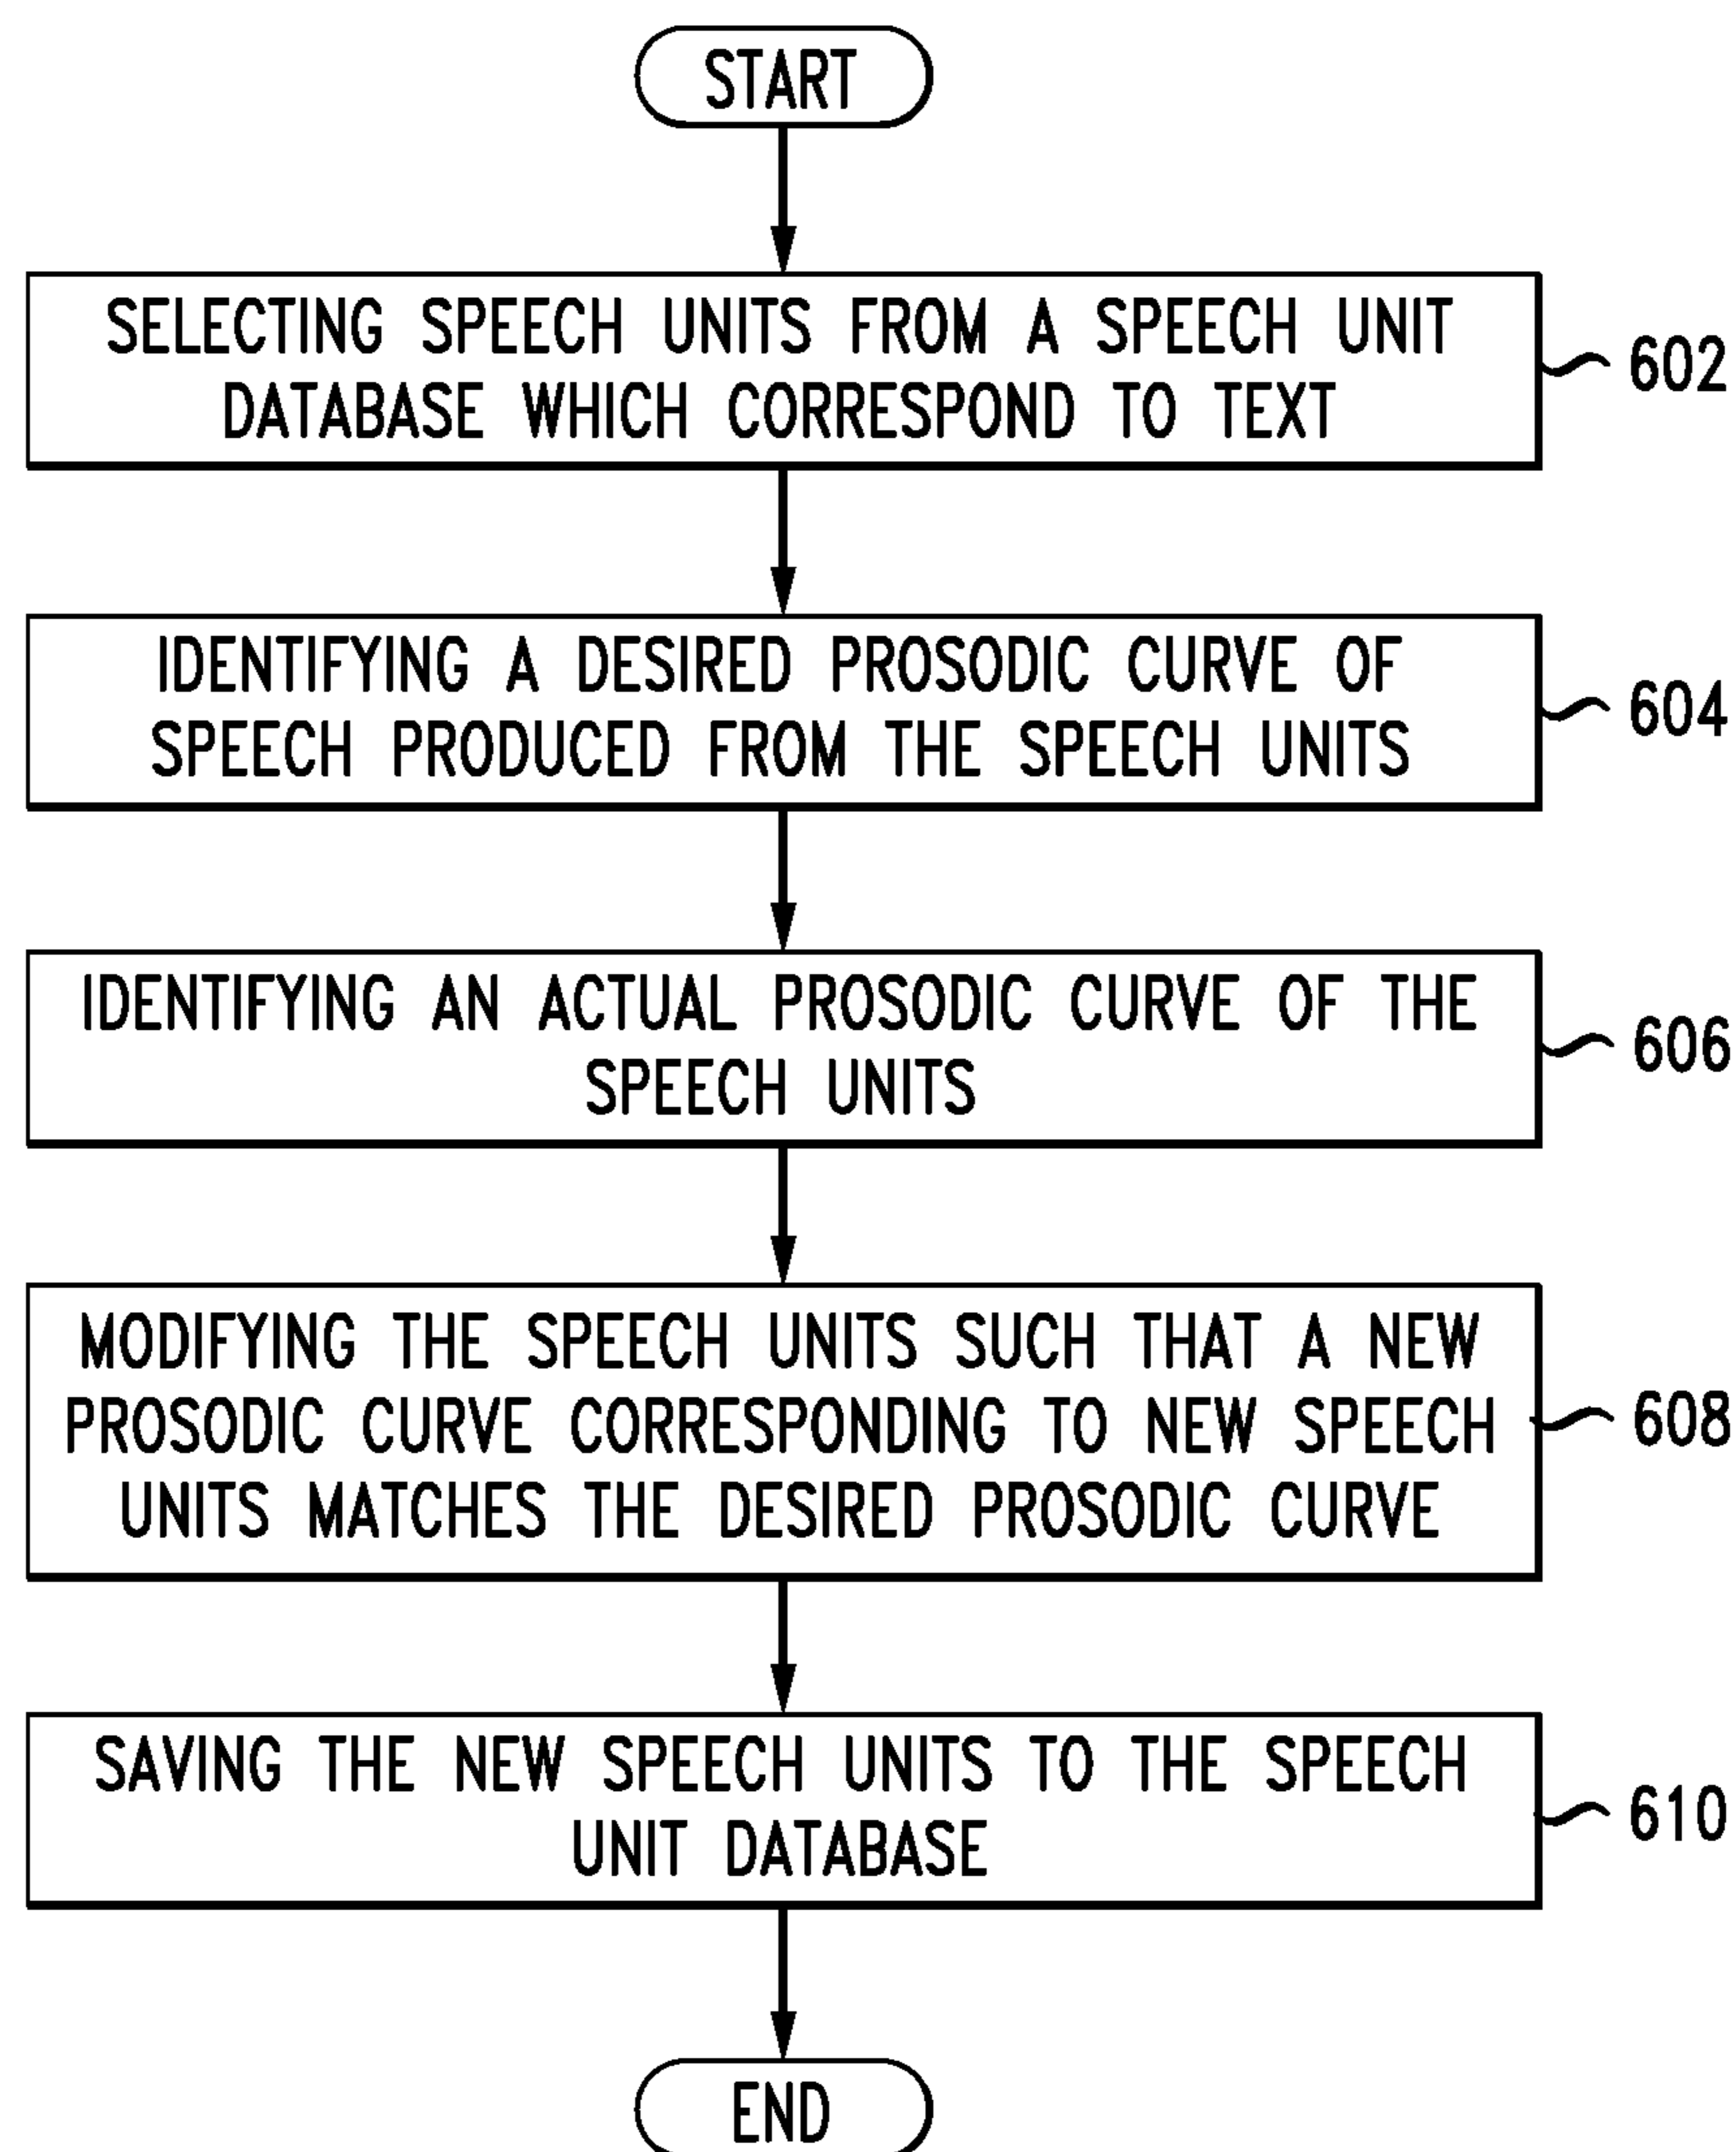 START
SELECTING SPEECH UNITS FROM A SPEECH UNIT
DATABASE WHICH CORRESPOND TO TEXT
602
IDENTIFYING A DESIRED PROSODIC CURVE OF
SPEECH PRODUCED FROM THE SPEECH UNITS
604
IDENTIFYING AN ACTUAL PROSODIC CURVE OF THE
SPEECH UNITS
606
MODIFYING THE SPEECH UNITS SUCH THAT A NEW
PROSODIC CURVE CORRESPONDING TO NEW SPEECH
UNITS MATCHES THE DESIRED PROSODIC CURVE
608
SAVING THE NEW SPEECH UNITS TO THE SPEECH
UNIT DATABASE
610
END